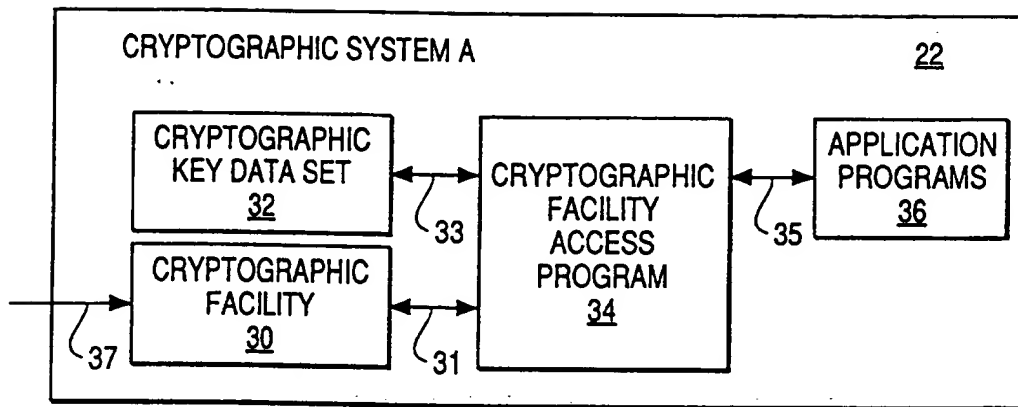 CRYPTOGRAPHIC SYSTEM A
22
CRYPTOGRAPHIC
KEY DATA SET
32
33
CRYPTOGRAPHIC
FACILITY
30
37
31
CRYPTOGRAPHIC
FACILITY
ACCESS
PROGRAM
34
35
APPLICATION
PROGRAMS
36